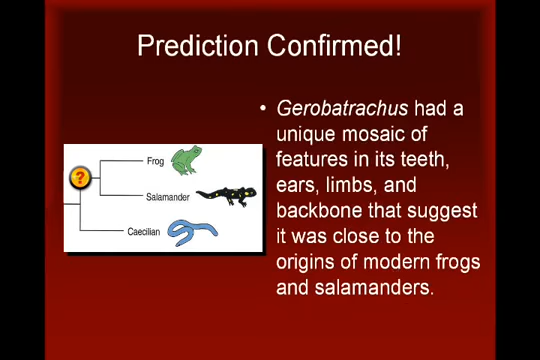 Prediction Confirmed!
?
Frog
Salamander
Caecilian
• Gerobatrachus had a
unique mosaic of
features in its teeth,
ears, limbs, and
backbone that suggest
it was close to the
origins of modern frogs
and salamanders.